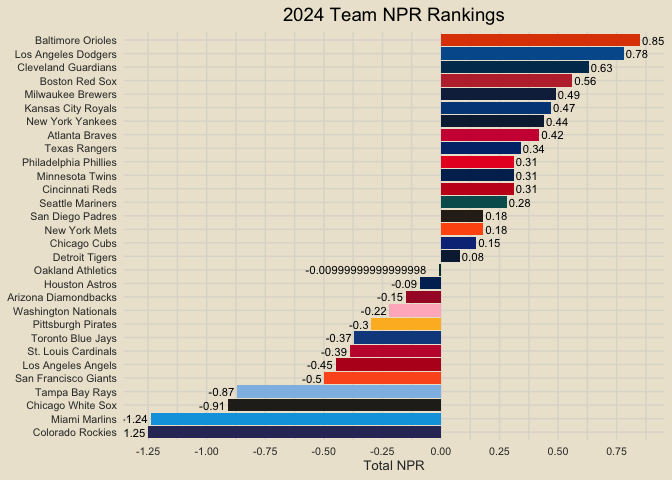 2024 Team NPR Rankings
Baltimore Orioles 0.85
Los Angeles Dodgers 0.78
Cleveland Guardians 0.63
Boston Red Sox 0.56
Milwaukee Brewers 0.49
Kansas City Royals 0.47
New York Yankees 0.44
Atlanta Braves 0.42
Texas Rangers 0.34
Philadelphia Phillies 0.31
Minnesota Twins 0.31
Cincinnati Reds 0.31
Seattle Mariners 0.28
San Diego Padres 0.18
New York Mets 0.18
Chicago Cubs 0.15
Detroit Tigers 0.08
Oakland Athletics -0.00999999999999998
Houston Astros -0.09
Arizona Diamondbacks -0.15
Washington Nationals -0.22
Pittsburgh Pirates -0.3
Toronto Blue Jays -0.37
St. Louis Cardinals -0.39
Los Angeles Angels -0.45
San Francisco Giants -0.5
Tampa Bay Rays -0.87
Chicago White Sox -0.91
Miami Marlins -1.24
Colorado Rockies 1.25
-1.25 -1.00 -0.75 -0.50 -0.25 0.00 0.25 0.50 0.75
Total NPR